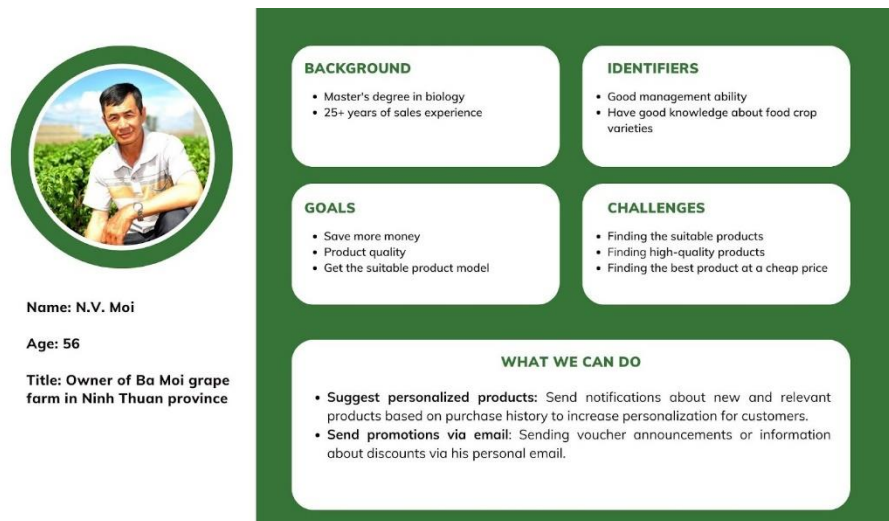 Name: N.V. Moi
Age: 56
Title: Owner of Ba Moi grape
farm in Ninh Thuan province
BACKGROUND
• Master's degree in biology
• 25+ years of sales experience
IDENTIFIERS
• Good management ability
• Have good knowledge about food crop
varieties
GOALS
• Save more money
• Product quality
• Get the suitable product model
CHALLENGES
• Finding the suitable products
• Finding high-quality products
• Finding the best product at a cheap price
WHAT WE CAN DO
• Suggest personalized products: Send notifications about new and relevant
products based on purchase history to increase personalization for customers.
• Send promotions via email: Sending voucher announcements or information
about discounts via his personal email.